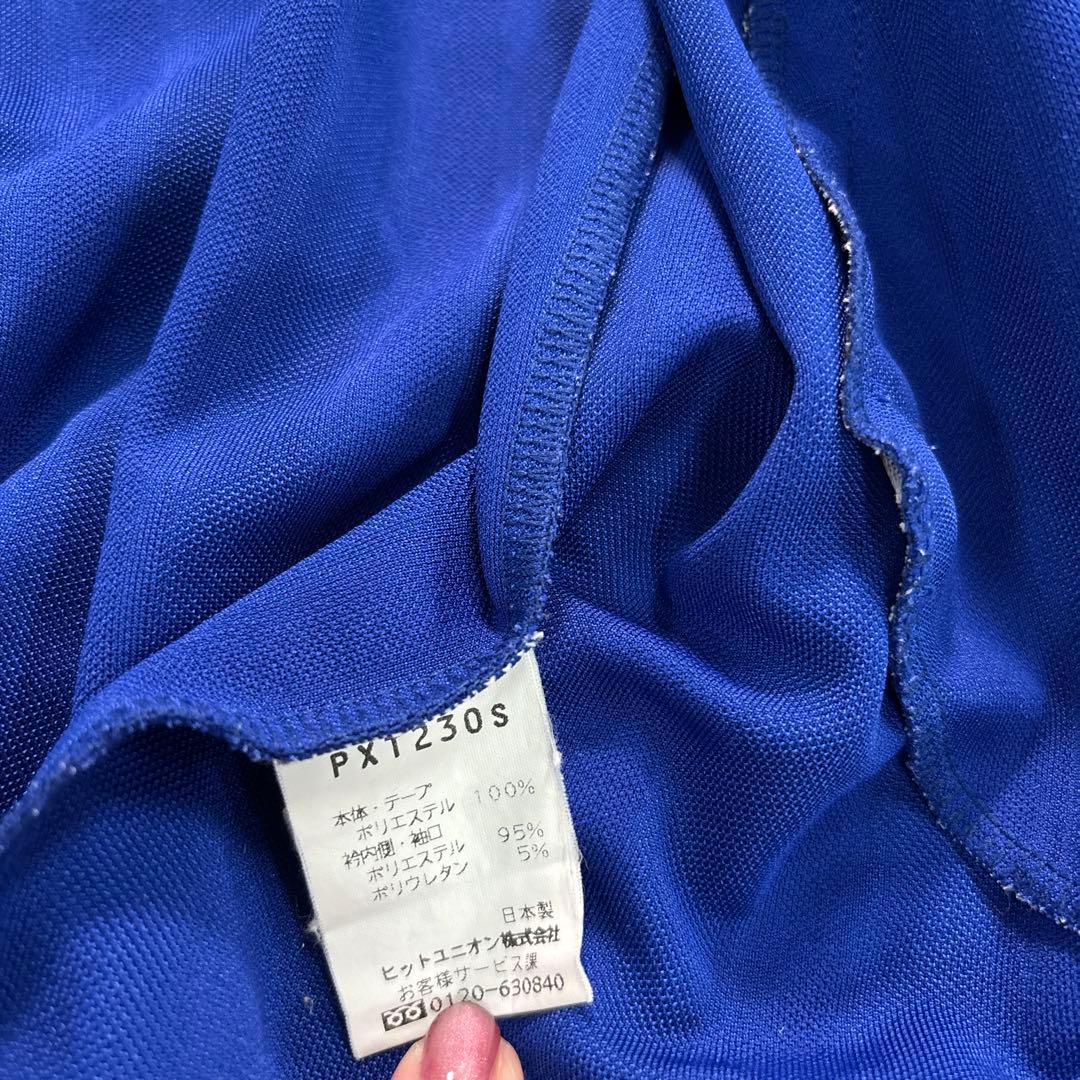 PX1230S
本体・テープ
ポリエステル 100%
衿内側・袖口
ポリエステル 95%
ポリウレタン 5%
日本製
ヒットユニオン株式会社
お客様サービス課
0120-630840